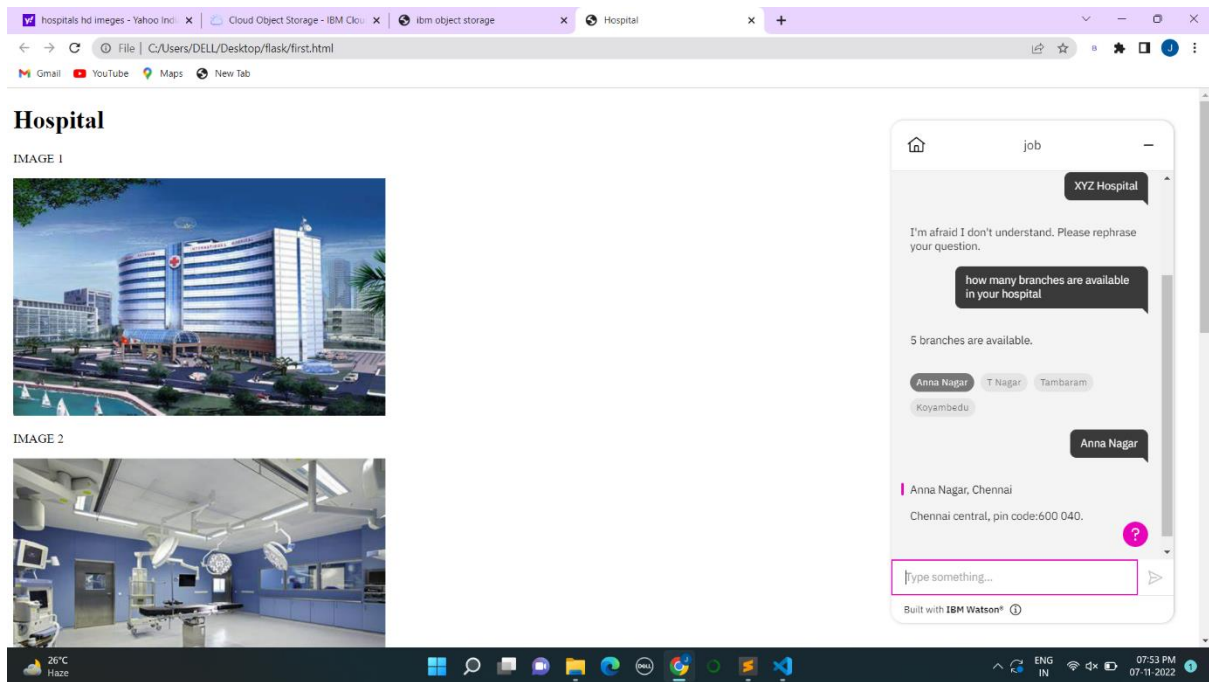 hospitals hd imeges - Yahoo Indi
Cloud Object Storage - IBM Clou
ibm object storage
Hospital
File | C:/Users/DELL/Desktop/flask/first.html
Gmail
YouTube
Maps
New Tab
Hospital
IMAGE 1
IMAGE 2
job
XYZ Hospital
I'm afraid I don't understand. Please rephrase
your question.
how many branches are available
in your hospital
5 branches are available.
Anna Nagar T Nagar Tambaram
Koyambedu
Anna Nagar
Anna Nagar, Chennai
Chennai central, pin code:600 040.
?
Type something...
Built with IBM Watson®
26°C
Haze
ENG
IN
07:53 PM
07-11-2022
1